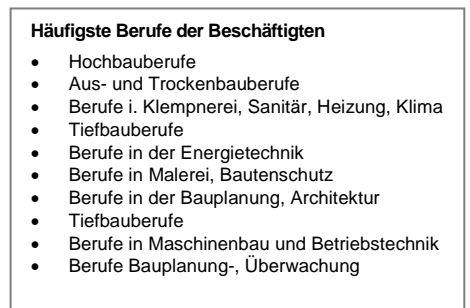 Häufigste Berufe der Beschäftigten
• Hochbauberufe
• Aus- und Trockenbauberufe
• Berufe i. Klempnerei, Sanitär, Heizung, Klima
• Tiefbauberufe
• Berufe in der Energietechnik
• Berufe in Malerei, Bautenschutz
• Berufe in der Bauplanung, Architektur
• Tiefbauberufe
• Berufe in Maschinenbau und Betriebstechnik
• Berufe Bauplanung-, Überwachung